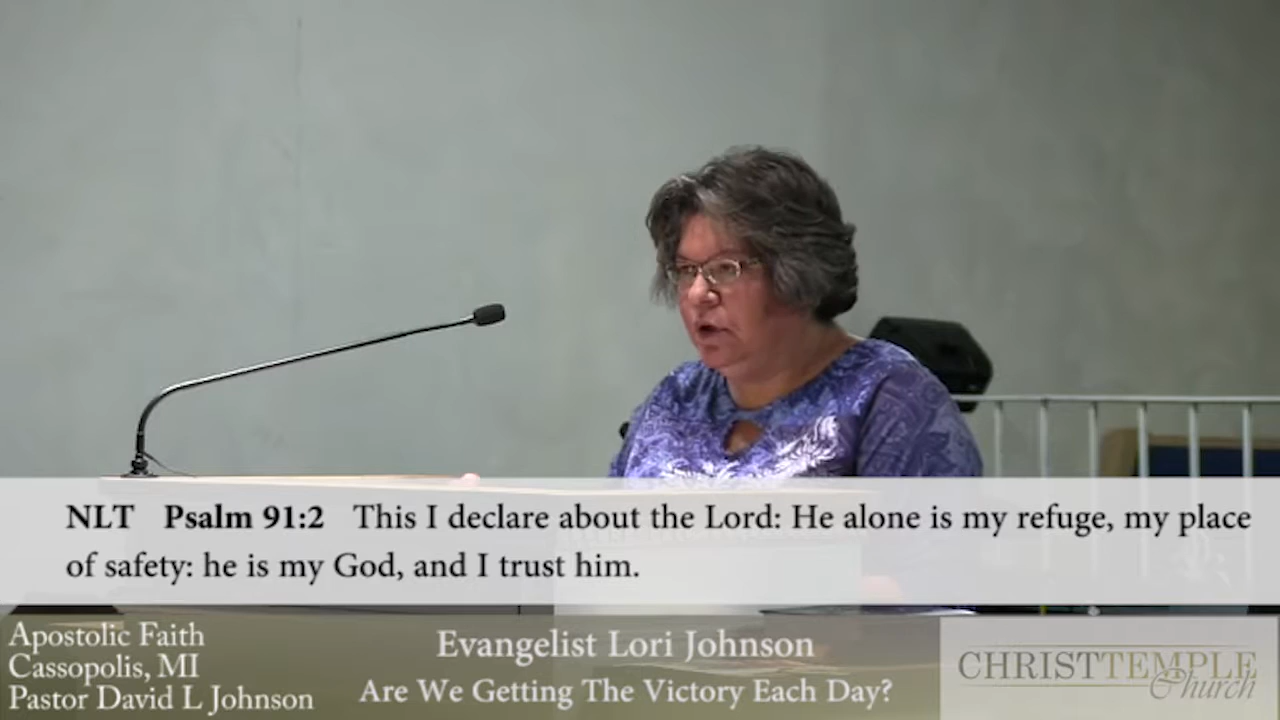 NLT Psalm 91:2 This I declare about the Lord: He alone is my refuge, my place
of safety: he is my God, and I trust him.
Apostolic Faith
Cassopolis, MI
Pastor David L Johnson
Evangelist Lori Johnson
Are We Getting The Victory Each Day?
CHRISTTEMPLE
Church